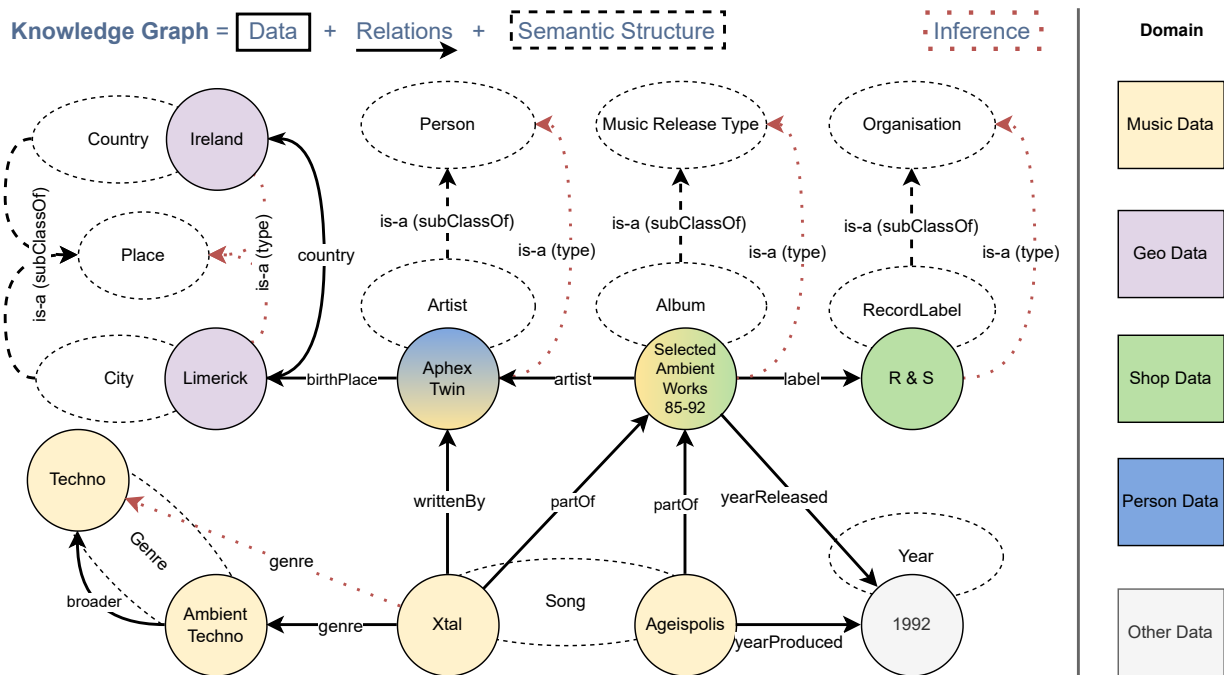 Knowledge Graph = Data + Relations + Semantic Structure
Inference
Domain
Country
Ireland
Person
Music Release Type
Organisation
Music Data
is-a (subClassOf)
Place
is-a (type)
country
is-a (subClassOf)
is-a (type)
is-a (subClassOf)
is-a (type)
is-a (subClassOf)
is-a (type)
Geo Data
Artist
Album
RecordLabel
City
Limerick
birthPlace
Aphex
Twin
artist
Selected
Ambient
Works
85-92
label
R & S
Shop Data
Techno
writtenBy
partOf
partOf
yearReleased
Person Data
Genre
genre
Year
broader
Ambient
Techno
genre
Xtal
Song
Ageispolis
yearProduced
1992
Other Data